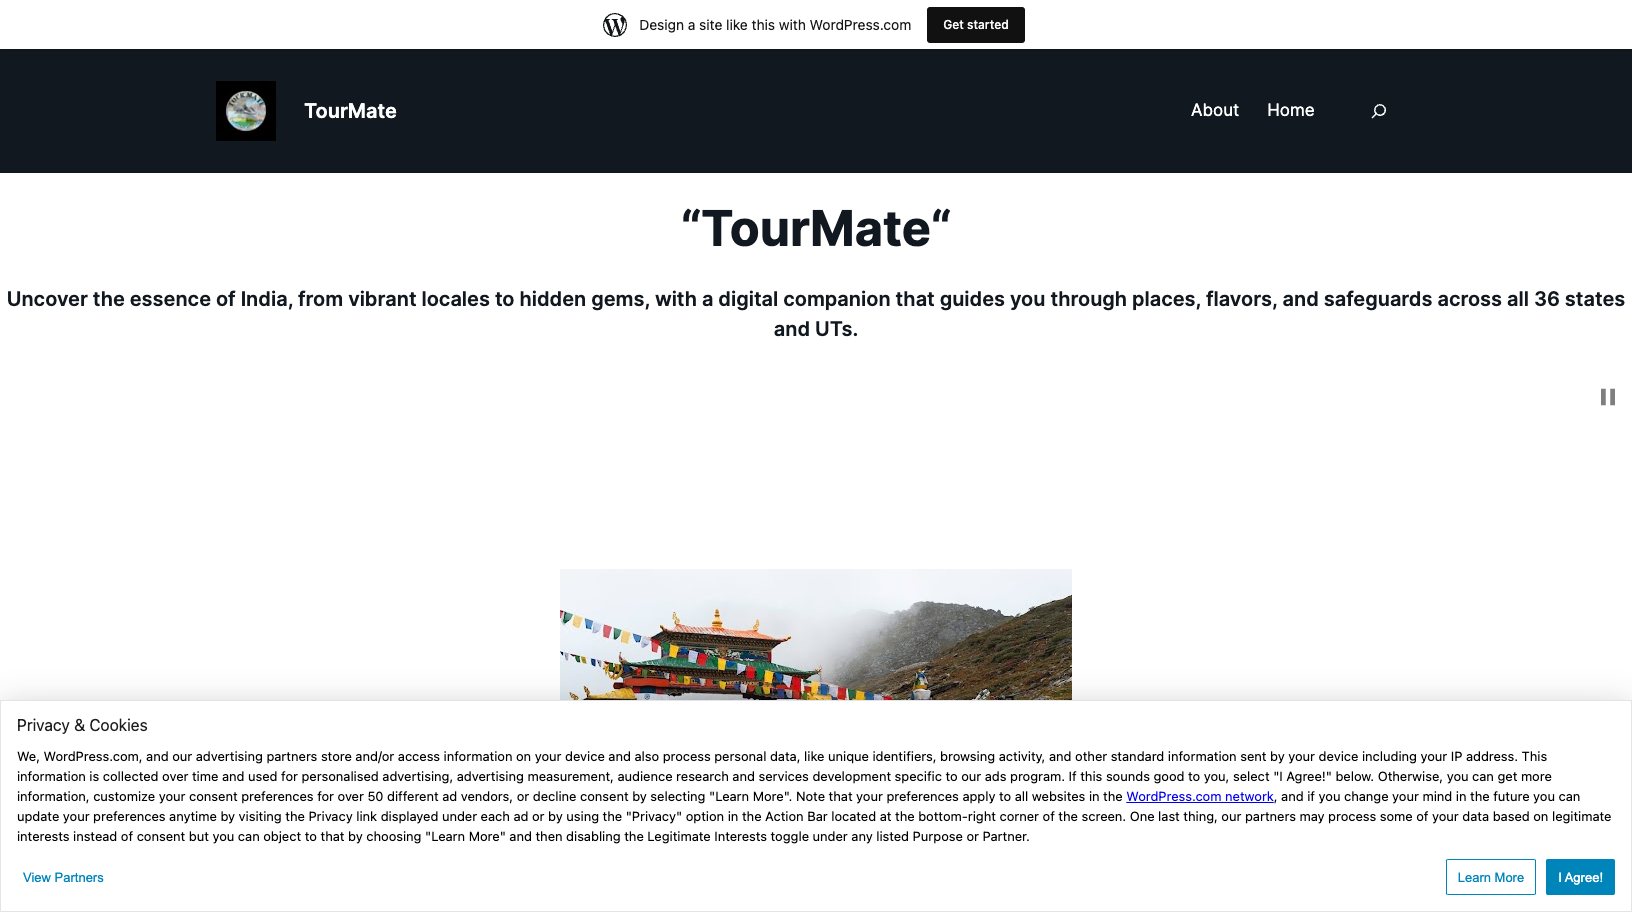 Design a site like this with WordPress.com
Get started
TourMate
About
Home
“TourMate“
Uncover the essence of India, from vibrant locales to hidden gems, with a digital companion that guides you through places, flavors, and safeguards across all 36 states
and UTs.
Privacy & Cookies
We, WordPress.com, and our advertising partners store and/or access information on your device and also process personal data, like unique identifiers, browsing activity, and other standard information sent by your device including your IP address. This
information is collected over time and used for personalised advertising, advertising measurement, audience research and services development specific to our ads program. If this sounds good to you, select "I Agree!" below. Otherwise, you can get more
information, customize your consent preferences for over 50 different ad vendors, or decline consent by selecting "Learn More". Note that your preferences apply to all websites in the WordPress.com network, and if you change your mind in the future you can
update your preferences anytime by visiting the Privacy link displayed under each ad or by using the "Privacy" option in the Action Bar located at the bottom-right corner of the screen. One last thing, our partners may process some of your data based on legitimate
interests instead of consent but you can object to that by choosing "Learn More" and then disabling the Legitimate Interests toggle under any listed Purpose or Partner.
View Partners
Learn More
I Agree!